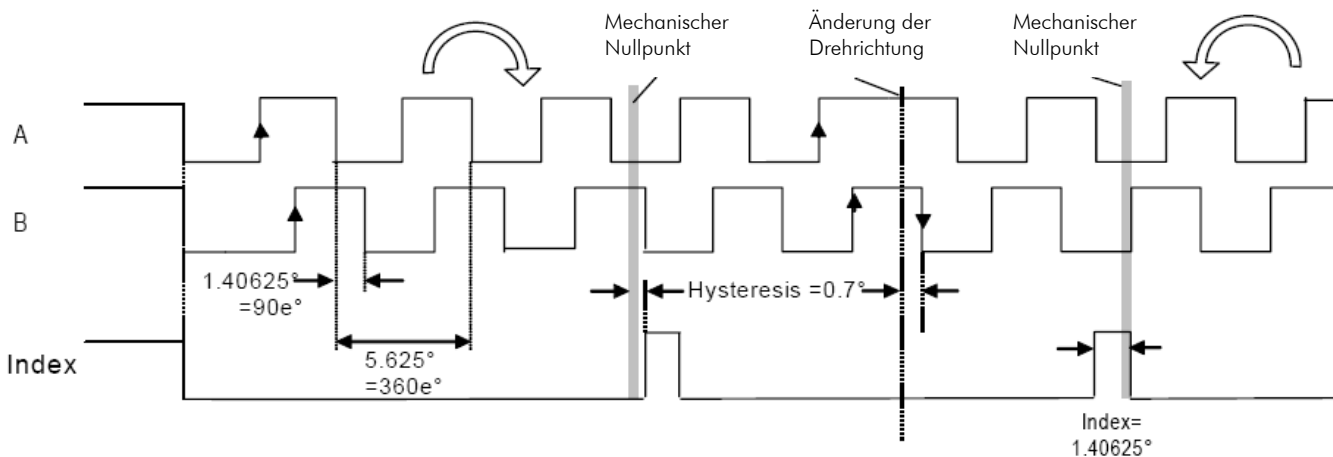 Mechanischer
Nullpunkt
Änderung der
Drehrichtung
Mechanischer
Nullpunkt
A
B
1.40625°
=90e°
Hysteresis =0.7°
Index
5.625°
=360e°
Index=
1.40625°